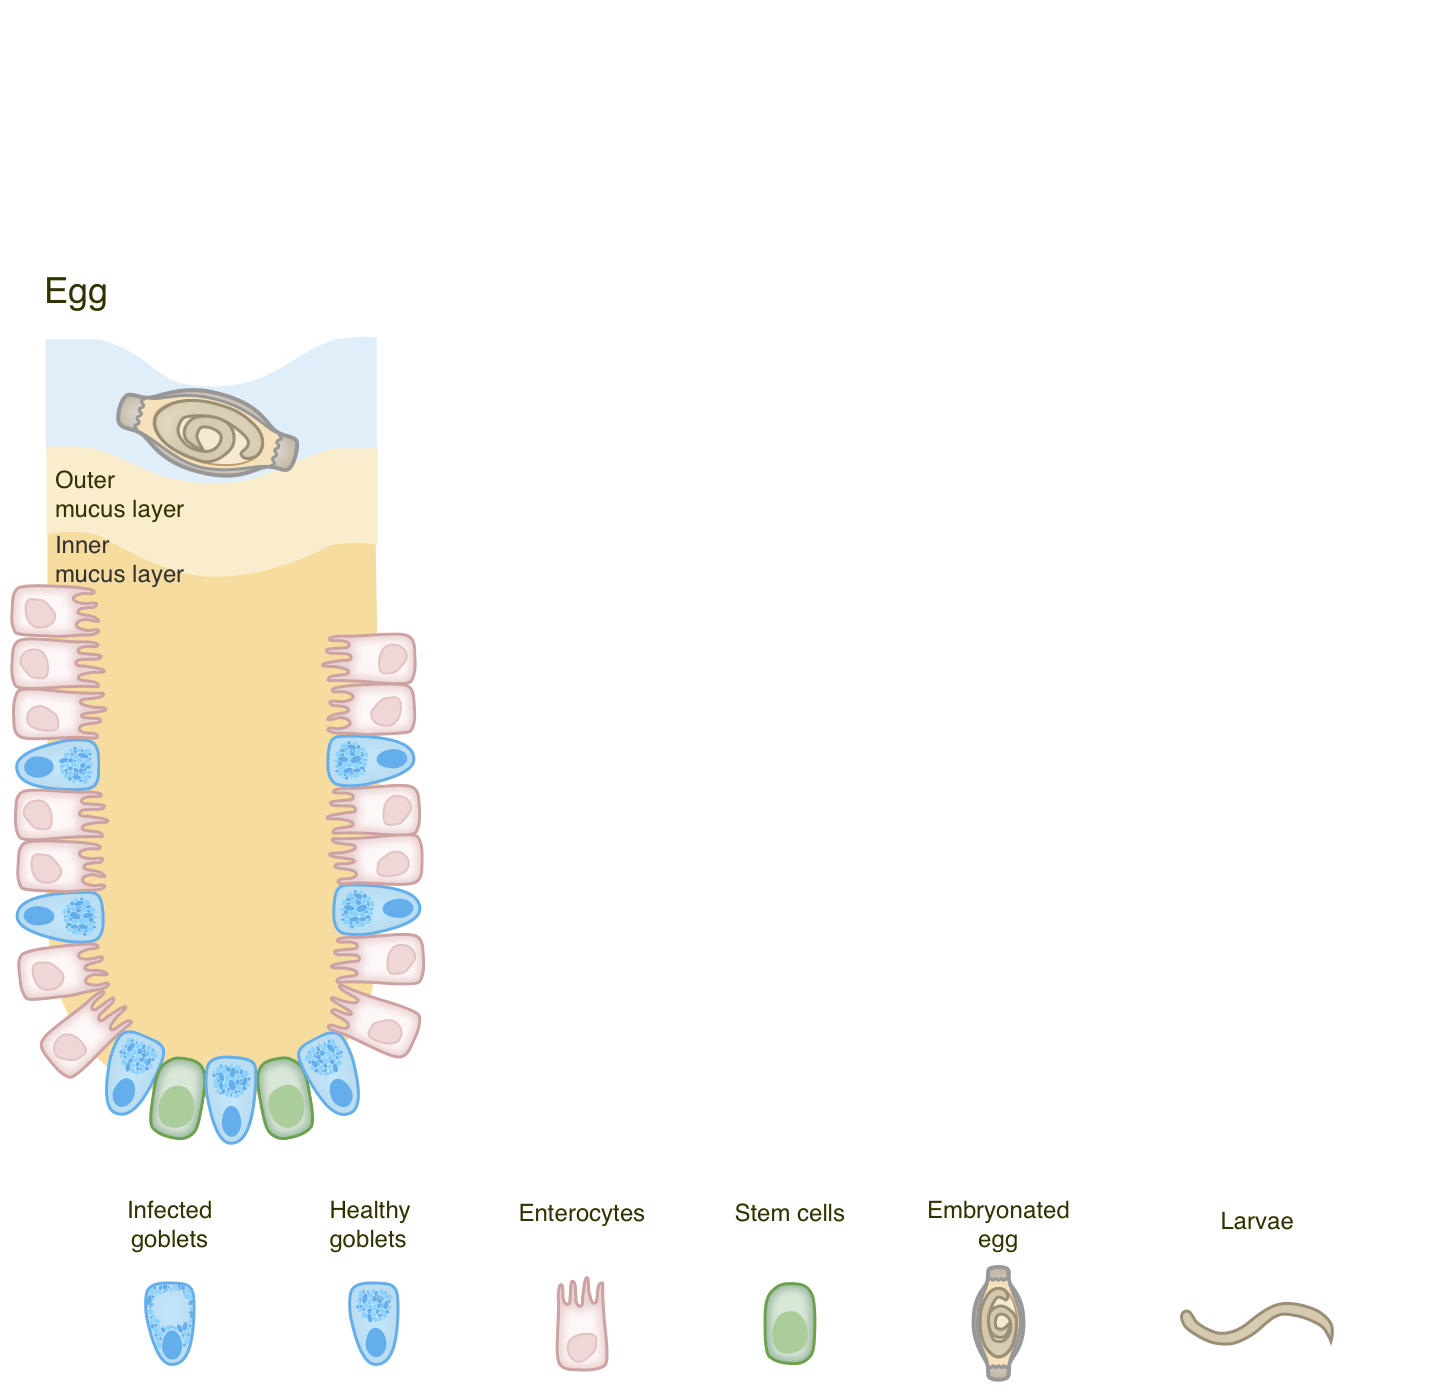 Egg
Outer
mucus layer
Inner
mucus layer
Infected
goblets
Healthy
goblets
Enterocytes
Stem cells
Embryonated
egg
Larvae